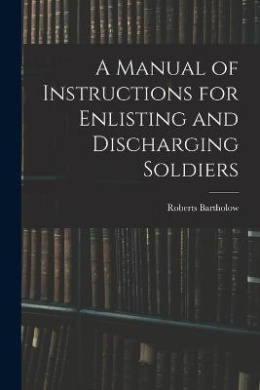 A Manual of
Instructions for
Enlisting and
Discharging
Soldiers
Roberts Bartholow